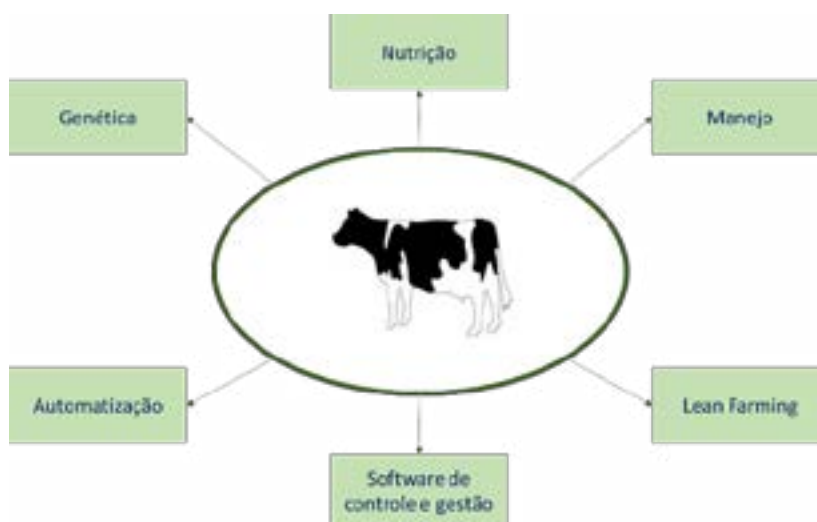 Nutrição
Genética
Manejo
Automatização
Lean Farming
Software de
controle e gestão